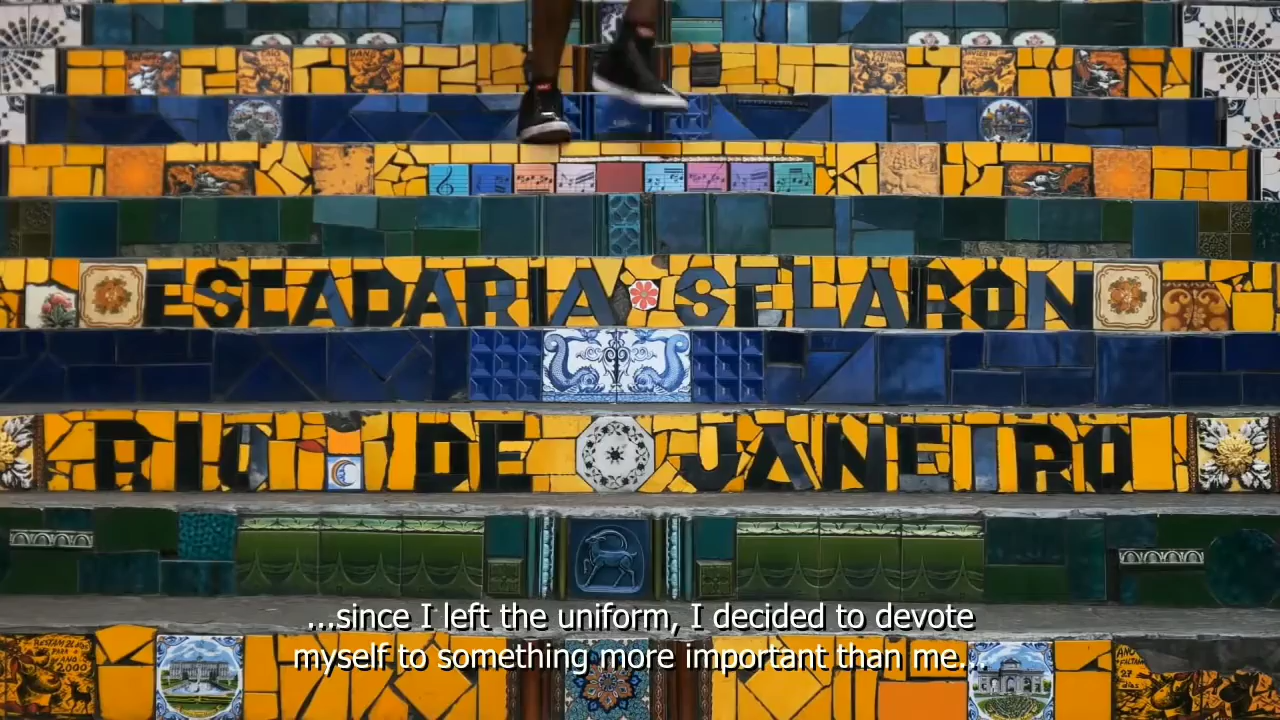 ESCADARIA SELARON
RIO DE JANEIRO
...since I left the uniform, I decided to devote
myself to something more important than me...
2000